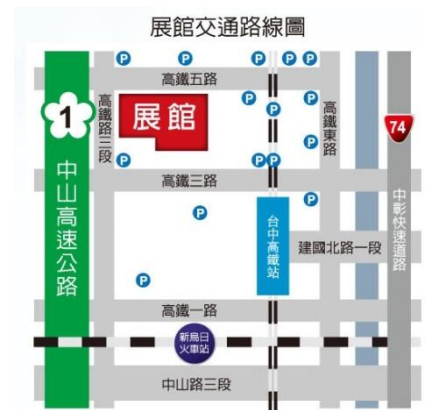 展館交通路線圖
P P P P P
高鐵五路
1
高鐵路三段
展館
P P P
高鐵東路
74
P
P P P
中山高速公路
高鐵三路
中彰快速道路
P P
台中高鐵站
建國北路一段
P
高鐵一路
新烏日
火車站
中山路三段